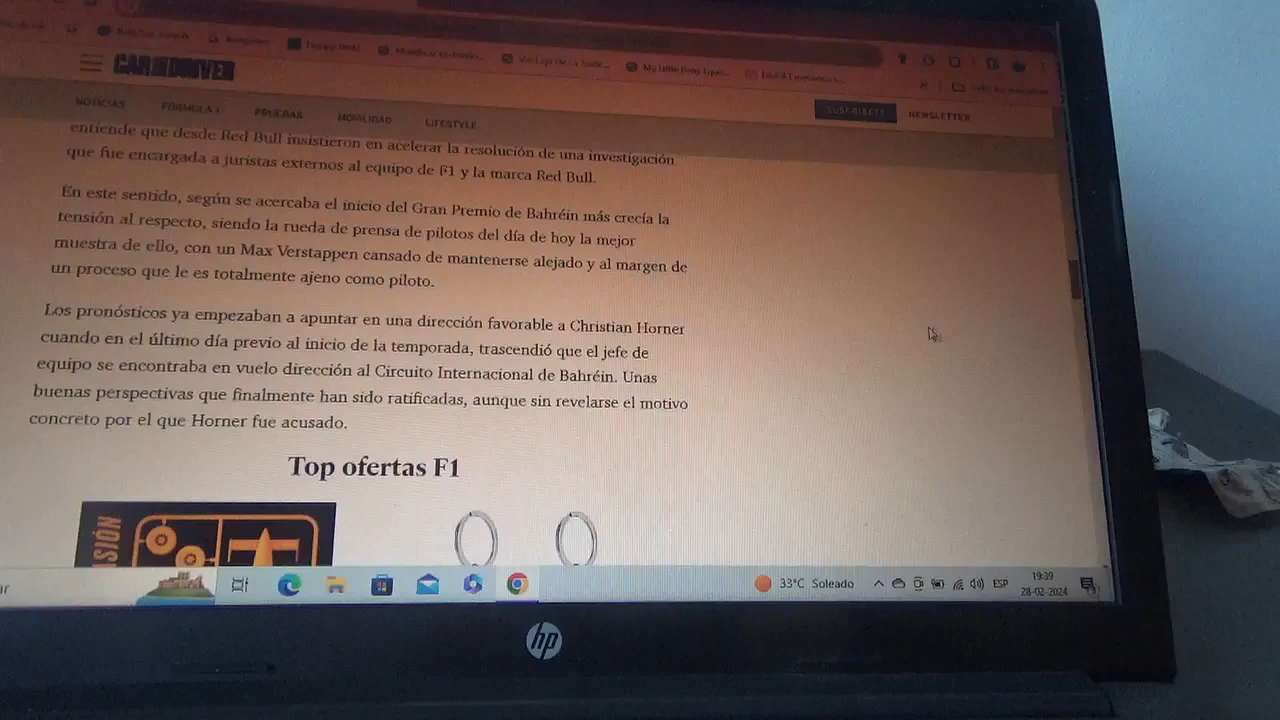 CAR AND DRIVER
NOTICIAS FÓRMULA 1 PRUEBAS MOVILIDAD LIFESTYLE SUSCRÍBETE NEWSLETTER
entiende que desde Red Bull insistieron en acelerar la resolución de una investigación
que fue encargada a juristas externos al equipo de F1 y la marca Red Bull.
En este sentido, según se acercaba el inicio del Gran Premio de Bahréin más crecía la
tensión al respecto, siendo la rueda de prensa de pilotos del día de hoy la mejor
muestra de ello, con un Max Verstappen cansado de mantenerse alejado y al margen de
un proceso que le es totalmente ajeno como piloto.
Los pronósticos ya empezaban a apuntar en una dirección favorable a Christian Horner
cuando en el último día previo al inicio de la temporada, trascendió que el jefe de
equipo se encontraba en vuelo dirección al Circuito Internacional de Bahréin. Unas
buenas perspectivas que finalmente han sido ratificadas, aunque sin revelarse el motivo
concreto por el que Horner fue acusado.
Top ofertas F1
ISIÓN
ar
33°C Soleado
ESP
19:39
28-02-2024
hp